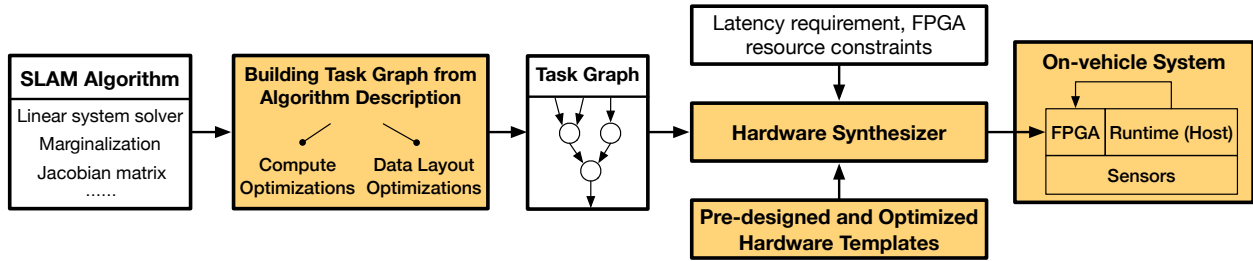 SLAM Algorithm
Linear system solver
Marginalization
Jacobian matrix
......
Building Task Graph from
Algorithm Description
Compute
Optimizations
Data Layout
Optimizations
Task Graph
Latency requirement, FPGA
resource constraints
Hardware Synthesizer
Pre-designed and Optimized
Hardware Templates
On-vehicle System
FPGA
Runtime (Host)
Sensors